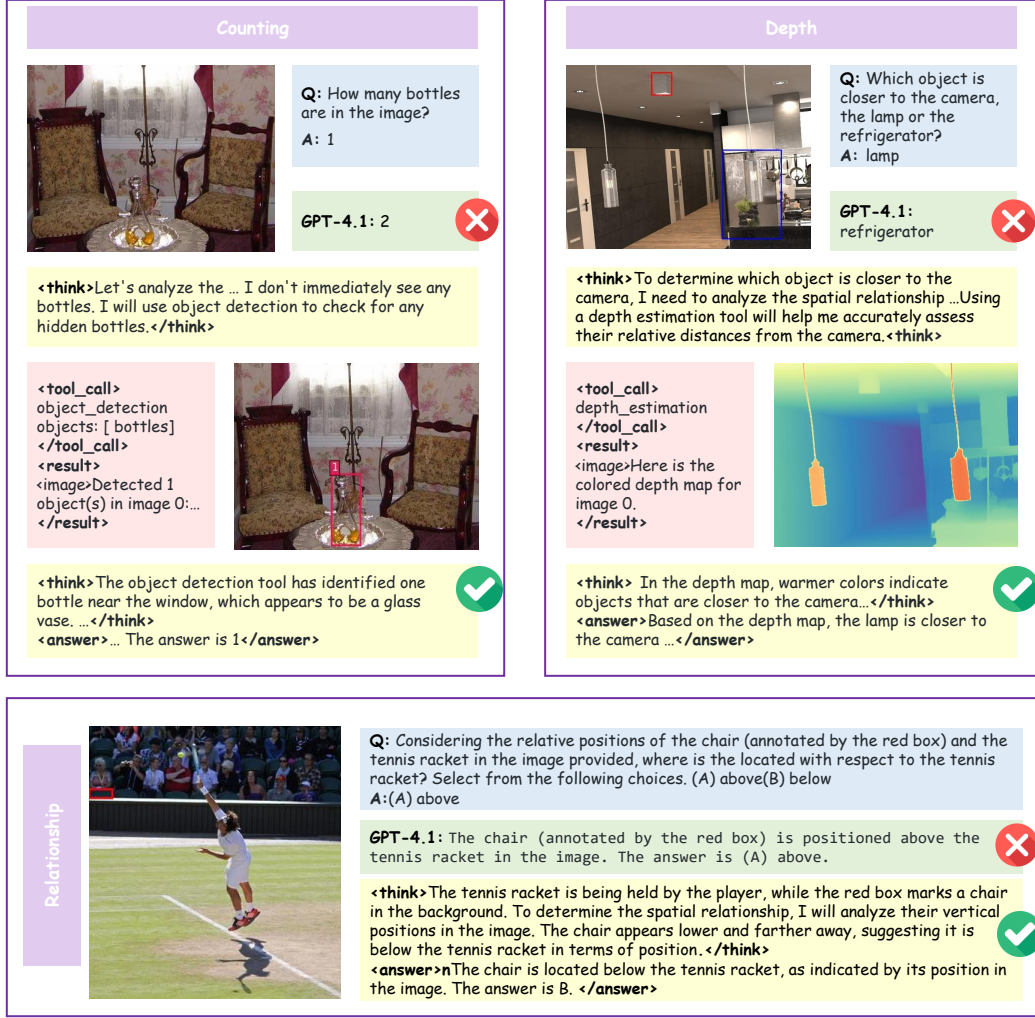 Counting
Q: How many bottles
are in the image?
A: 1
GPT-4.1: 2
<think>Let's analyze the … I don't immediately see any
bottles. I will use object detection to check for any
hidden bottles.</think>
<tool_call>
object_detection
objects: [ bottles]
</tool_call>
<result>
<image>Detected 1
object(s) in image 0:…
</result>
1
<think>The object detection tool has identified one
bottle near the window, which appears to be a glass
vase. …</think>
<answer>… The answer is 1</answer>
Depth
Q: Which object is
closer to the camera,
the lamp or the
refrigerator?
A: lamp
GPT-4.1:
refrigerator
<think>To determine which object is closer to the
camera, I need to analyze the spatial relationship …Using
a depth estimation tool will help me accurately assess
their relative distances from the camera.<think>
<tool_call>
depth_estimation
</tool_call>
<result>
<image>Here is the
colored depth map for
image 0.
</result>
<think> In the depth map, warmer colors indicate
objects that are closer to the camera…</think>
<answer>Based on the depth map, the lamp is closer to
the camera …</answer>
Relationship
Q: Considering the relative positions of the chair (annotated by the red box) and the
tennis racket in the image provided, where is the located with respect to the tennis
racket? Select from the following choices. (A) above(B) below
A:(A) above
GPT-4.1: The chair (annotated by the red box) is positioned above the
tennis racket in the image. The answer is (A) above.
<think>The tennis racket is being held by the player, while the red box marks a chair
in the background. To determine the spatial relationship, I will analyze their vertical
positions in the image. The chair appears lower and farther away, suggesting it is
below the tennis racket in terms of position.</think>
<answer>nThe chair is located below the tennis racket, as indicated by its position in
the image. The answer is B. </answer>